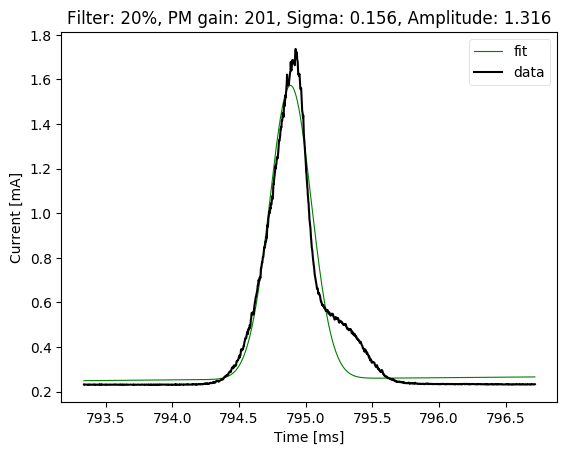 Filter: 20%, PM gain: 201, Sigma: 0.156, Amplitude: 1.316
fit
data
1.8
1.6
1.4
1.2
1.0
0.8
0.6
0.4
0.2
Current [mA]
793.5 794.0 794.5 795.0 795.5 796.0 796.5
Time [ms]